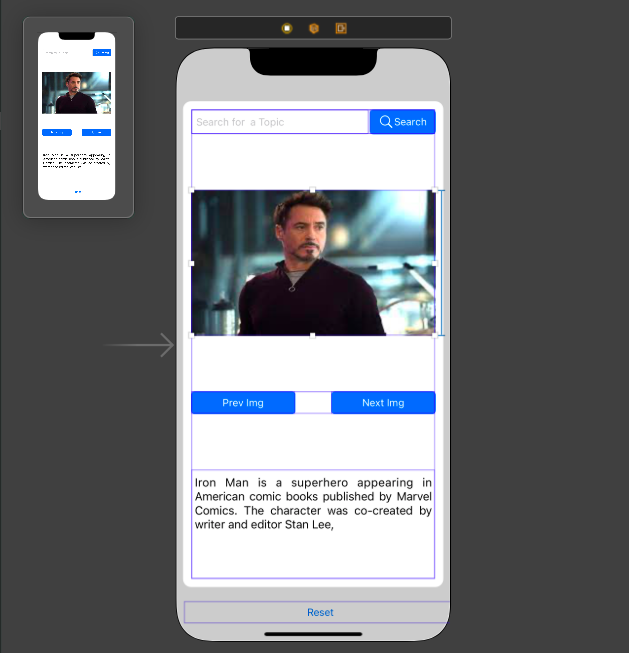 Search for  a Topic
Search
Prev Img
Next Img
Iron Man is a superhero appearing in
American comic books published by Marvel
Comics. The character was co-created by
writer and editor Stan Lee,
Reset